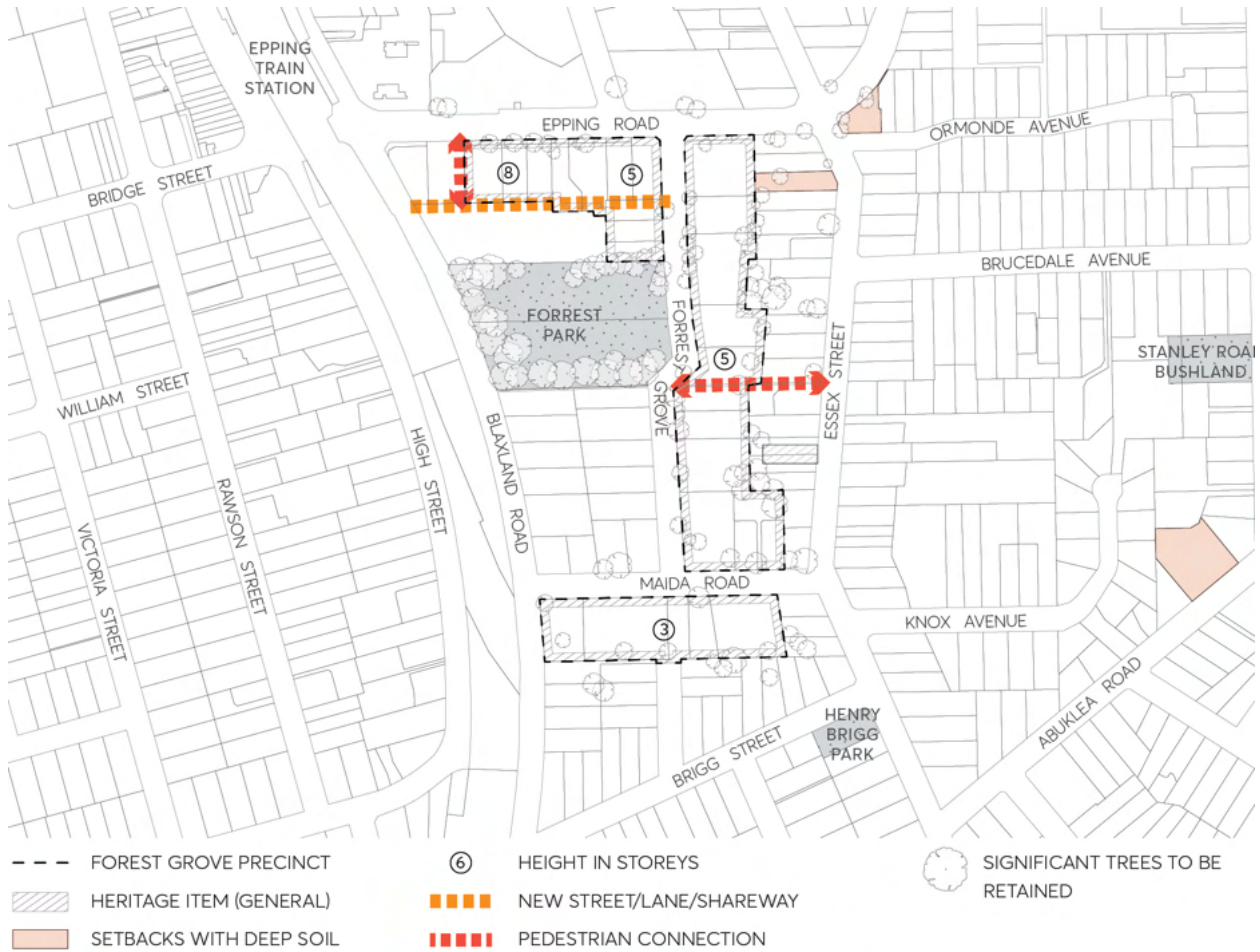 EPPING
TRAIN
STATION
EPPING ROAD
ORMONDE AVENUE
8
5
BRIDGE STREET
BRUCEDALE AVENUE
FORREST
PARK
FORREST
GROVE
5
ESSEX STREET
STANLEY ROAD
BUSHLAND
WILLIAM STREET
HIGH STREET
BLAXLAND ROAD
RAWSON STREET
VICTORIA STREET
MAIDA ROAD
3
KNOX AVENUE
ABUKLEA ROAD
HENRY
BRIGG
PARK
BRIGG STREET
FOREST GROVE PRECINCT
6 HEIGHT IN STOREYS
SIGNIFICANT TREES TO BE
RETAINED
HERITAGE ITEM (GENERAL)
NEW STREET/LANE/SHAREWAY
SETBACKS WITH DEEP SOIL
PEDESTRIAN CONNECTION